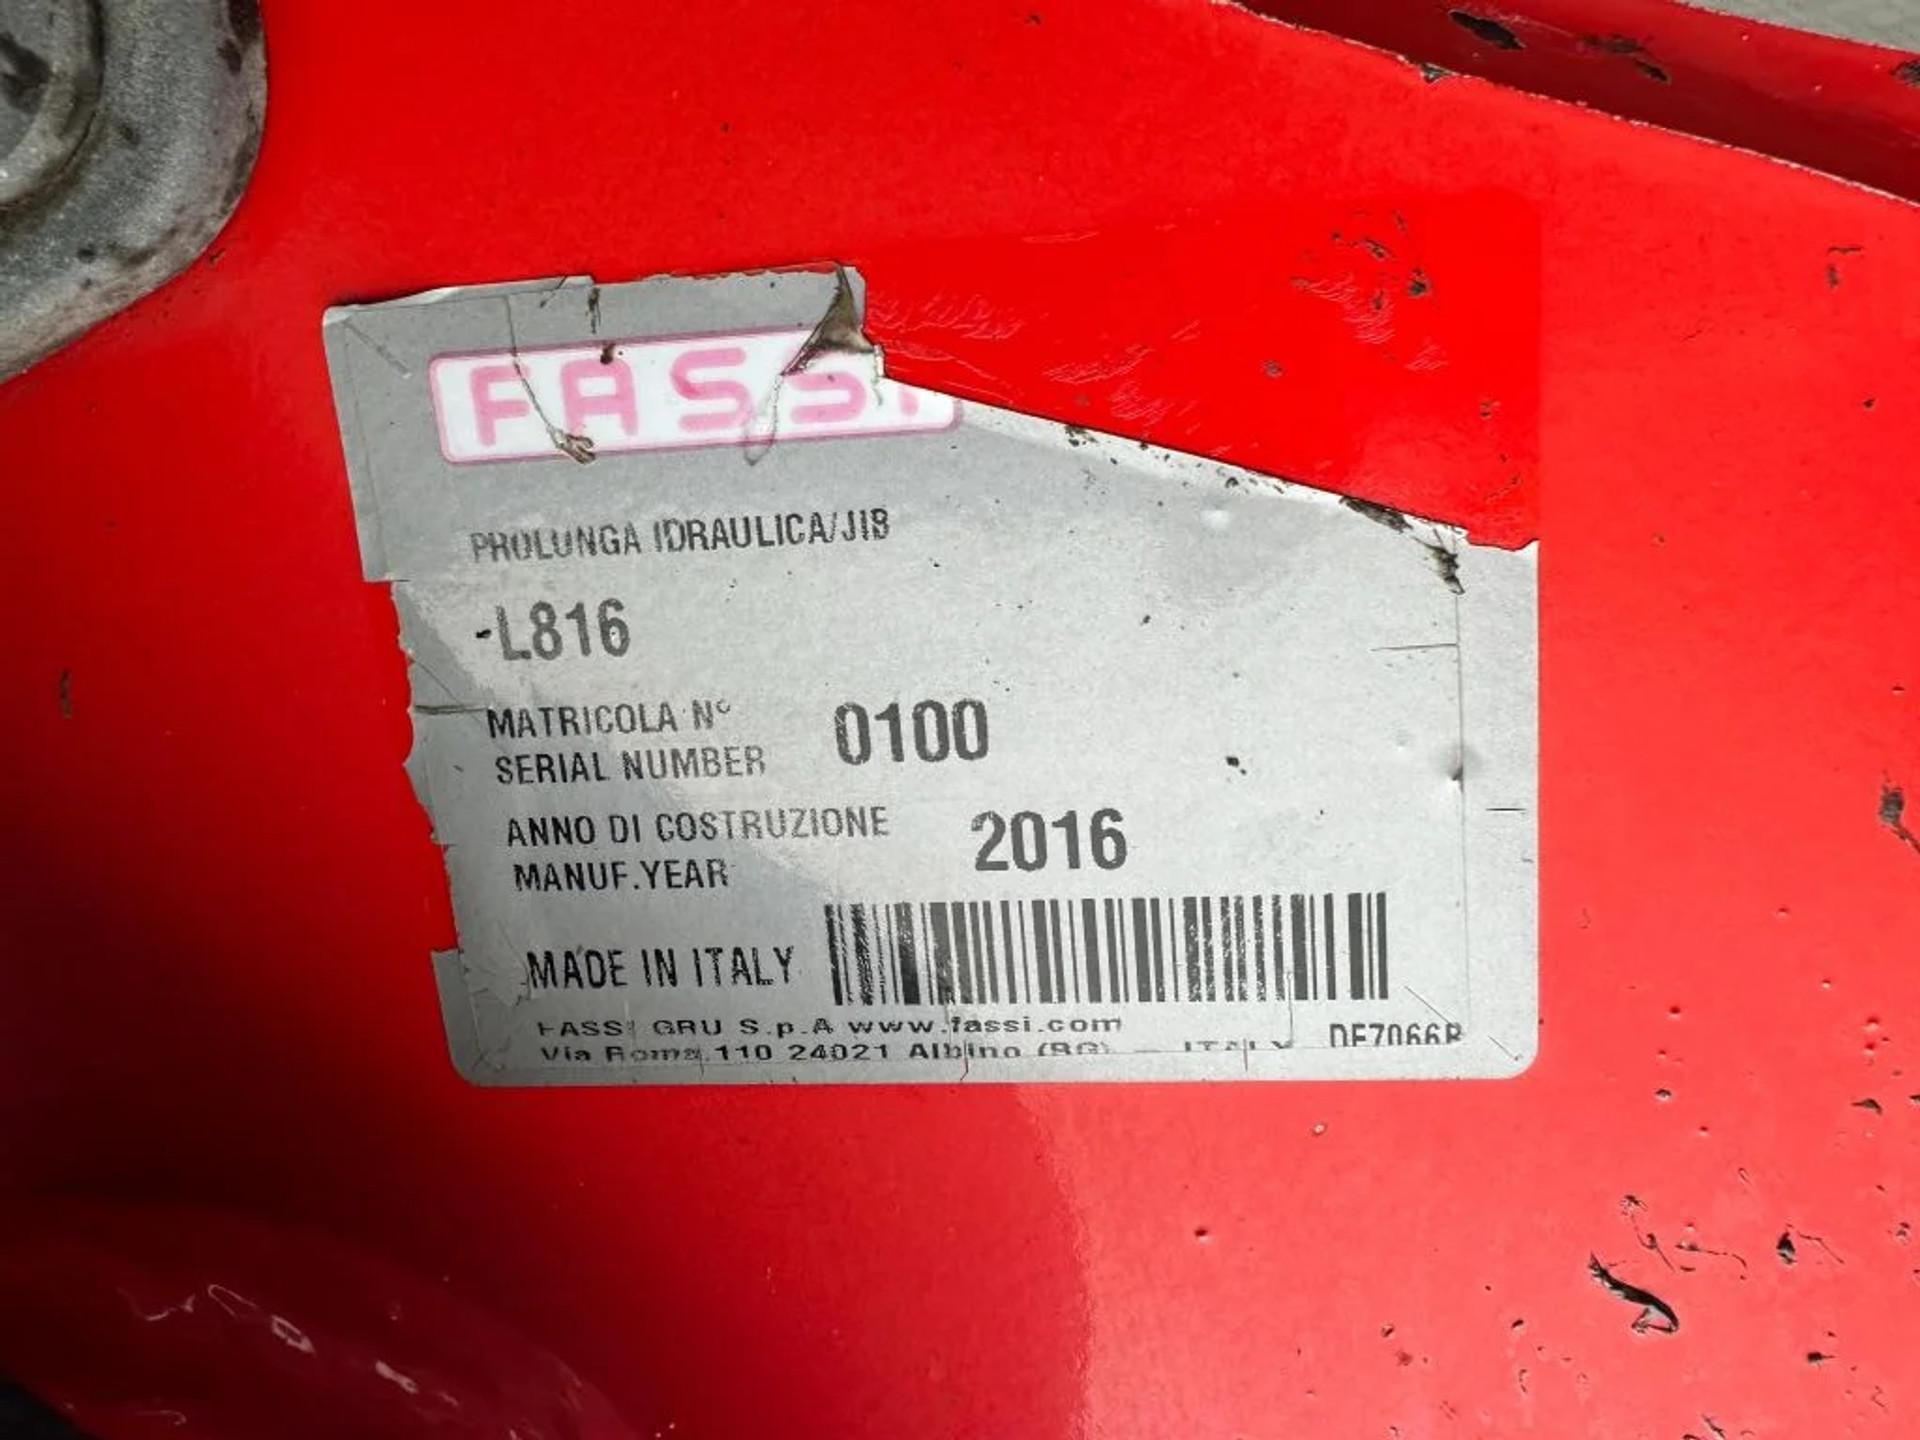 FASSI
PROLUNGA IDRAULICA/JIB
L816
MATRICOLA N° 0100
SERIAL NUMBER
ANNO DI COSTRUZIONE 2016
MANUF.YEAR
MADE IN ITALY
FASSI GRU S.p.A www.fassi.com
Via Roma,110 24021 Albino (BG) — ITALY